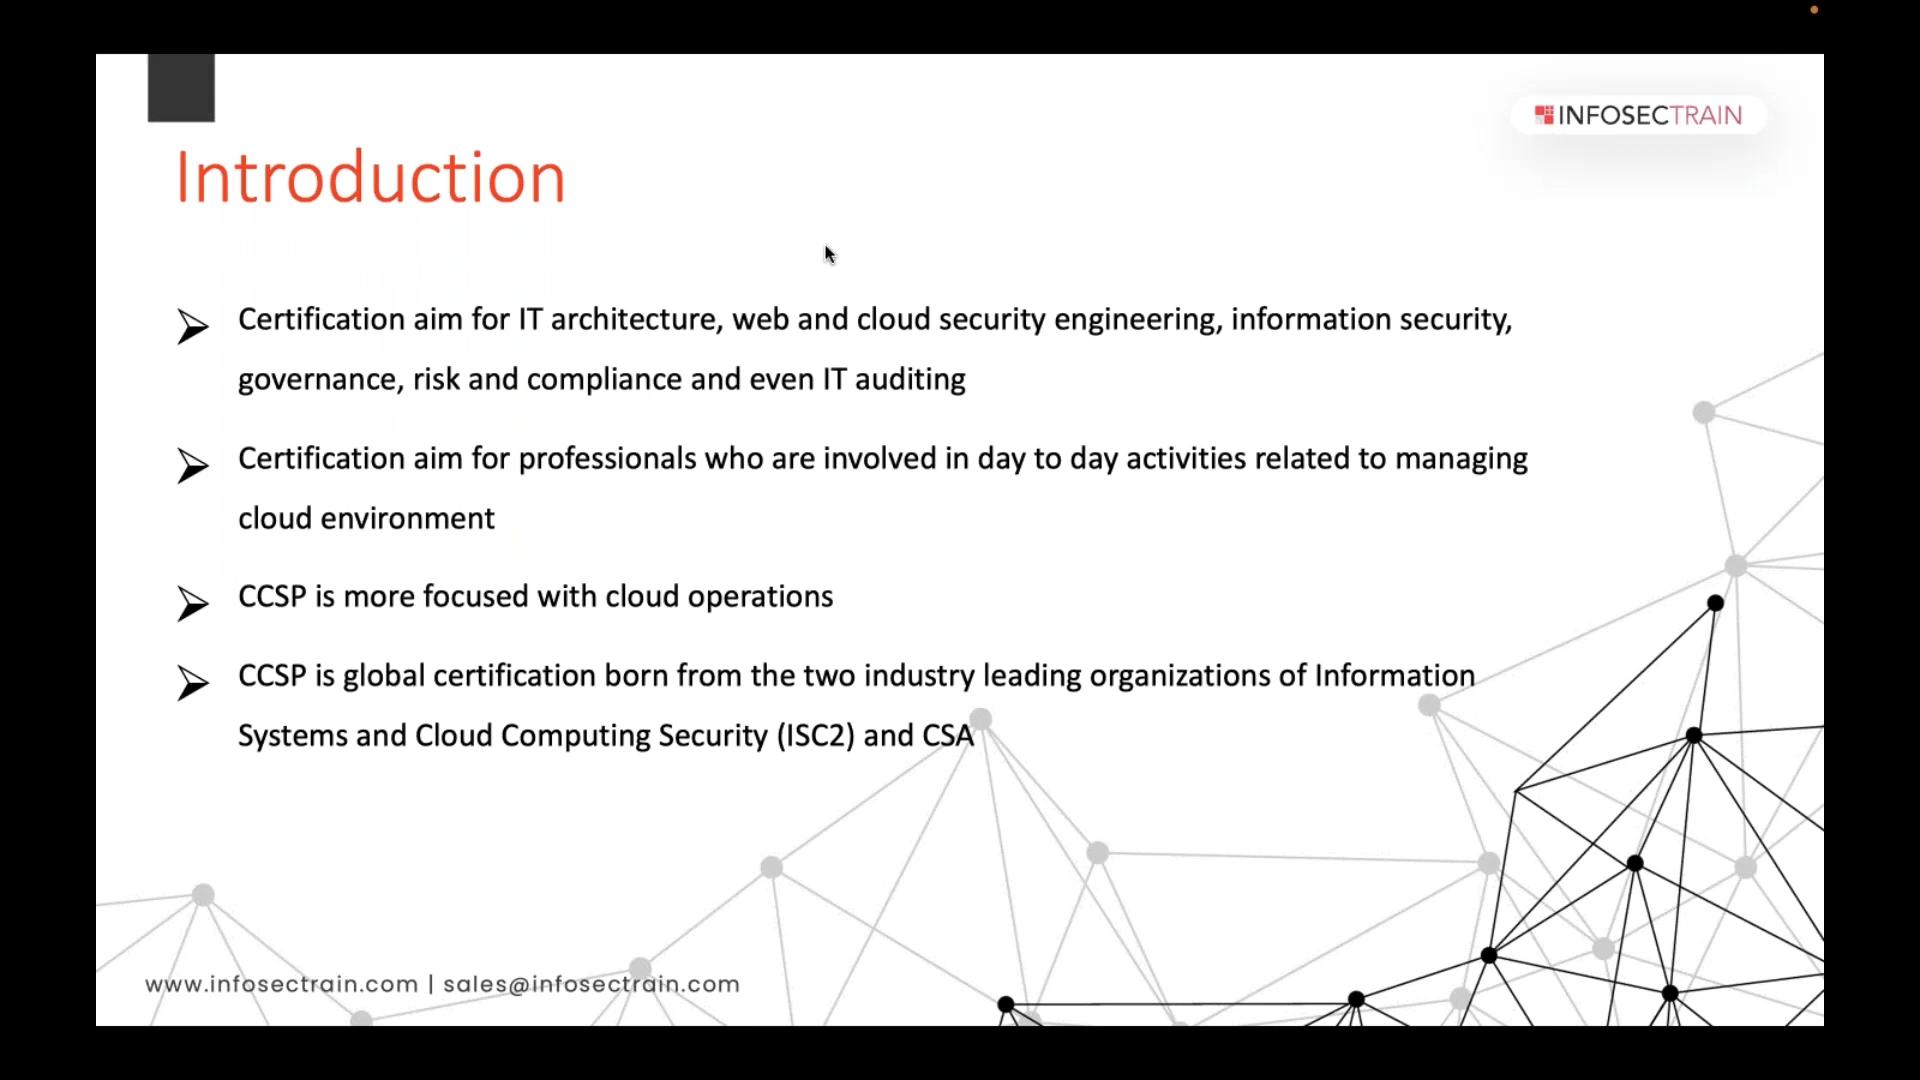 INFOSECTRAIN
Introduction
Certification aim for IT architecture, web and cloud security engineering, information security,
governance, risk and compliance and even IT auditing
Certification aim for professionals who are involved in day to day activities related to managing
cloud environment
CCSP is more focused with cloud operations
CCSP is global certification born from the two industry leading organizations of Information
Systems and Cloud Computing Security (ISC2) and CSA
www.infosectrain.com | sales@infosectrain.com